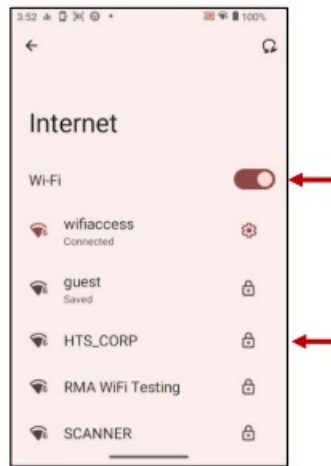 3:52
100%
Internet
Wi-Fi
wifiaccess
Connected
guest
Saved
HTS_CORP
RMA WiFi Testing
SCANNER